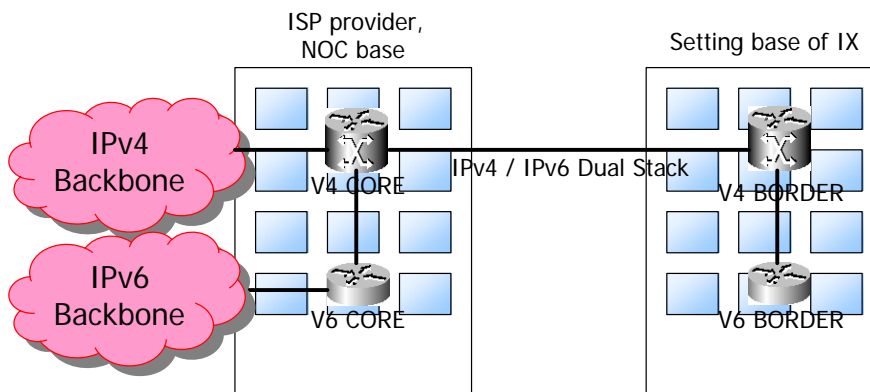 ISP provider,
NOC base
Setting base of IX
IPv4
Backbone
IPv4 / IPv6 Dual Stack
V4 CORE
V4 BORDER
IPv6
Backbone
V6 CORE
V6 BORDER